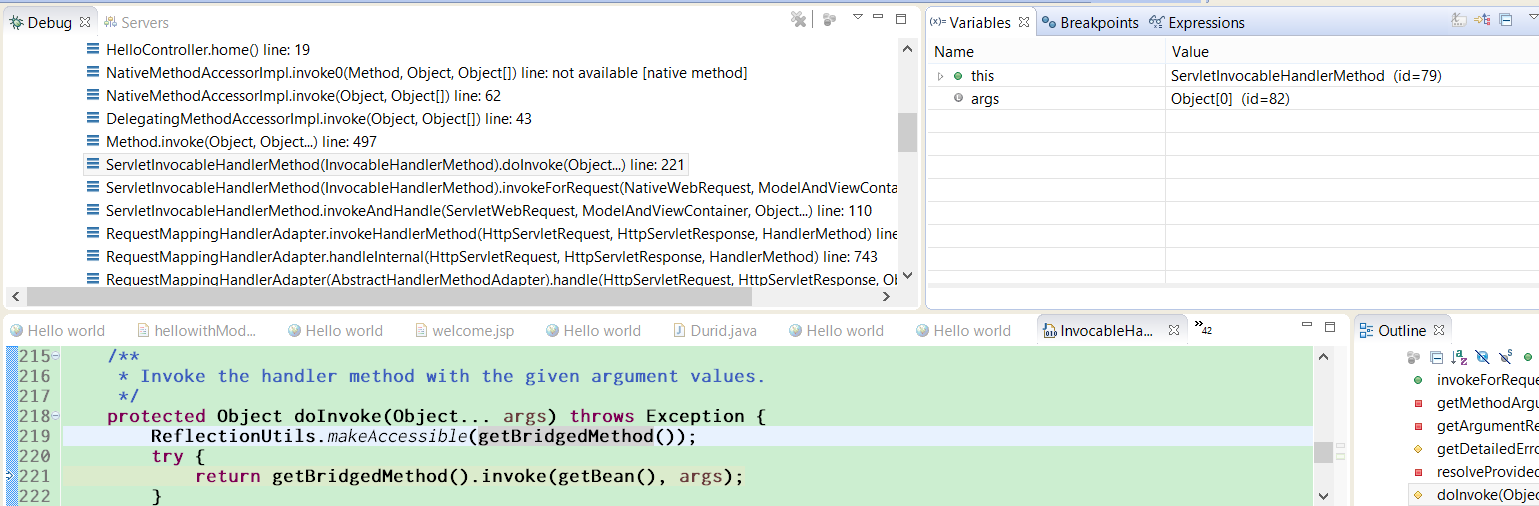 Debug
Servers
HelloController.home() line: 19
NativeMethodAccessorImpl.invoke0(Method, Object, Object[]) line: not available [native method]
NativeMethodAccessorImpl.invoke(Object, Object[]) line: 62
DelegatingMethodAccessorImpl.invoke(Object, Object[]) line: 43
Method.invoke(Object, Object...) line: 497
ServletInvocableHandlerMethod(InvocableHandlerMethod).doInvoke(Object...) line: 221
ServletInvocableHandlerMethod(InvocableHandlerMethod).invokeForRequest(NativeWebRequest, ModelAndViewConta
ServletInvocableHandlerMethod.invokeAndHandle(ServletWebRequest, ModelAndViewContainer, Object...) line: 110
RequestMappingHandlerAdapter.invokeHandlerMethod(HttpServletRequest, HttpServletResponse, HandlerMethod) line
RequestMappingHandlerAdapter.handleInternal(HttpServletRequest, HttpServletResponse, HandlerMethod) line: 743
RequestMappingHandlerAdapter(AbstractHandlerMethodAdapter).handle(HttpServletRequest, HttpServletResponse, Ob
(x)= Variables
Breakpoints
Expressions
Name Value
this ServletInvocableHandlerMethod (id=79)
args Object[0] (id=82)
Hello world
hellowithMod...
Hello world
welcome.jsp
Hello world
Durid.java
Hello world
Hello world
InvocableHa...
»42
215 /**
216 * Invoke the handler method with the given argument values.
217 */
218 protected Object doInvoke(Object... args) throws Exception {
219 ReflectionUtils.makeAccessible(getBridgedMethod());
220 try {
221 return getBridgedMethod().invoke(getBean(), args);
222 }
Outline
invokeForReque
getMethodArgu
getArgumentRe
getDetailedErro
resolveProvided
doInvoke(Objec